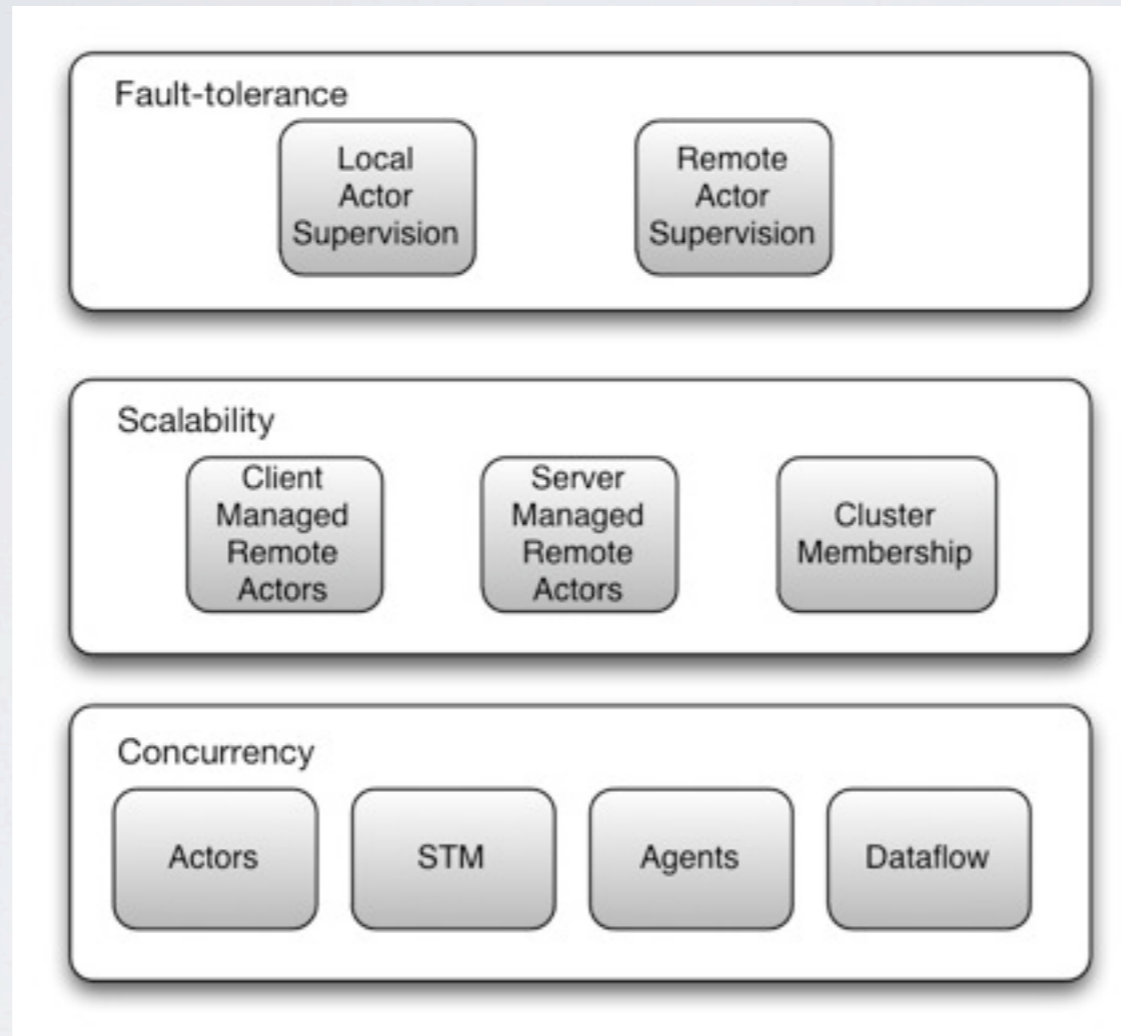 Fault-tolerance
Local
Actor
Supervision
Remote
Actor
Supervision
Scalability
Client
Managed
Remote
Actors
Server
Managed
Remote
Actors
Cluster
Membership
Concurrency
Actors
STM
Agents
Dataflow